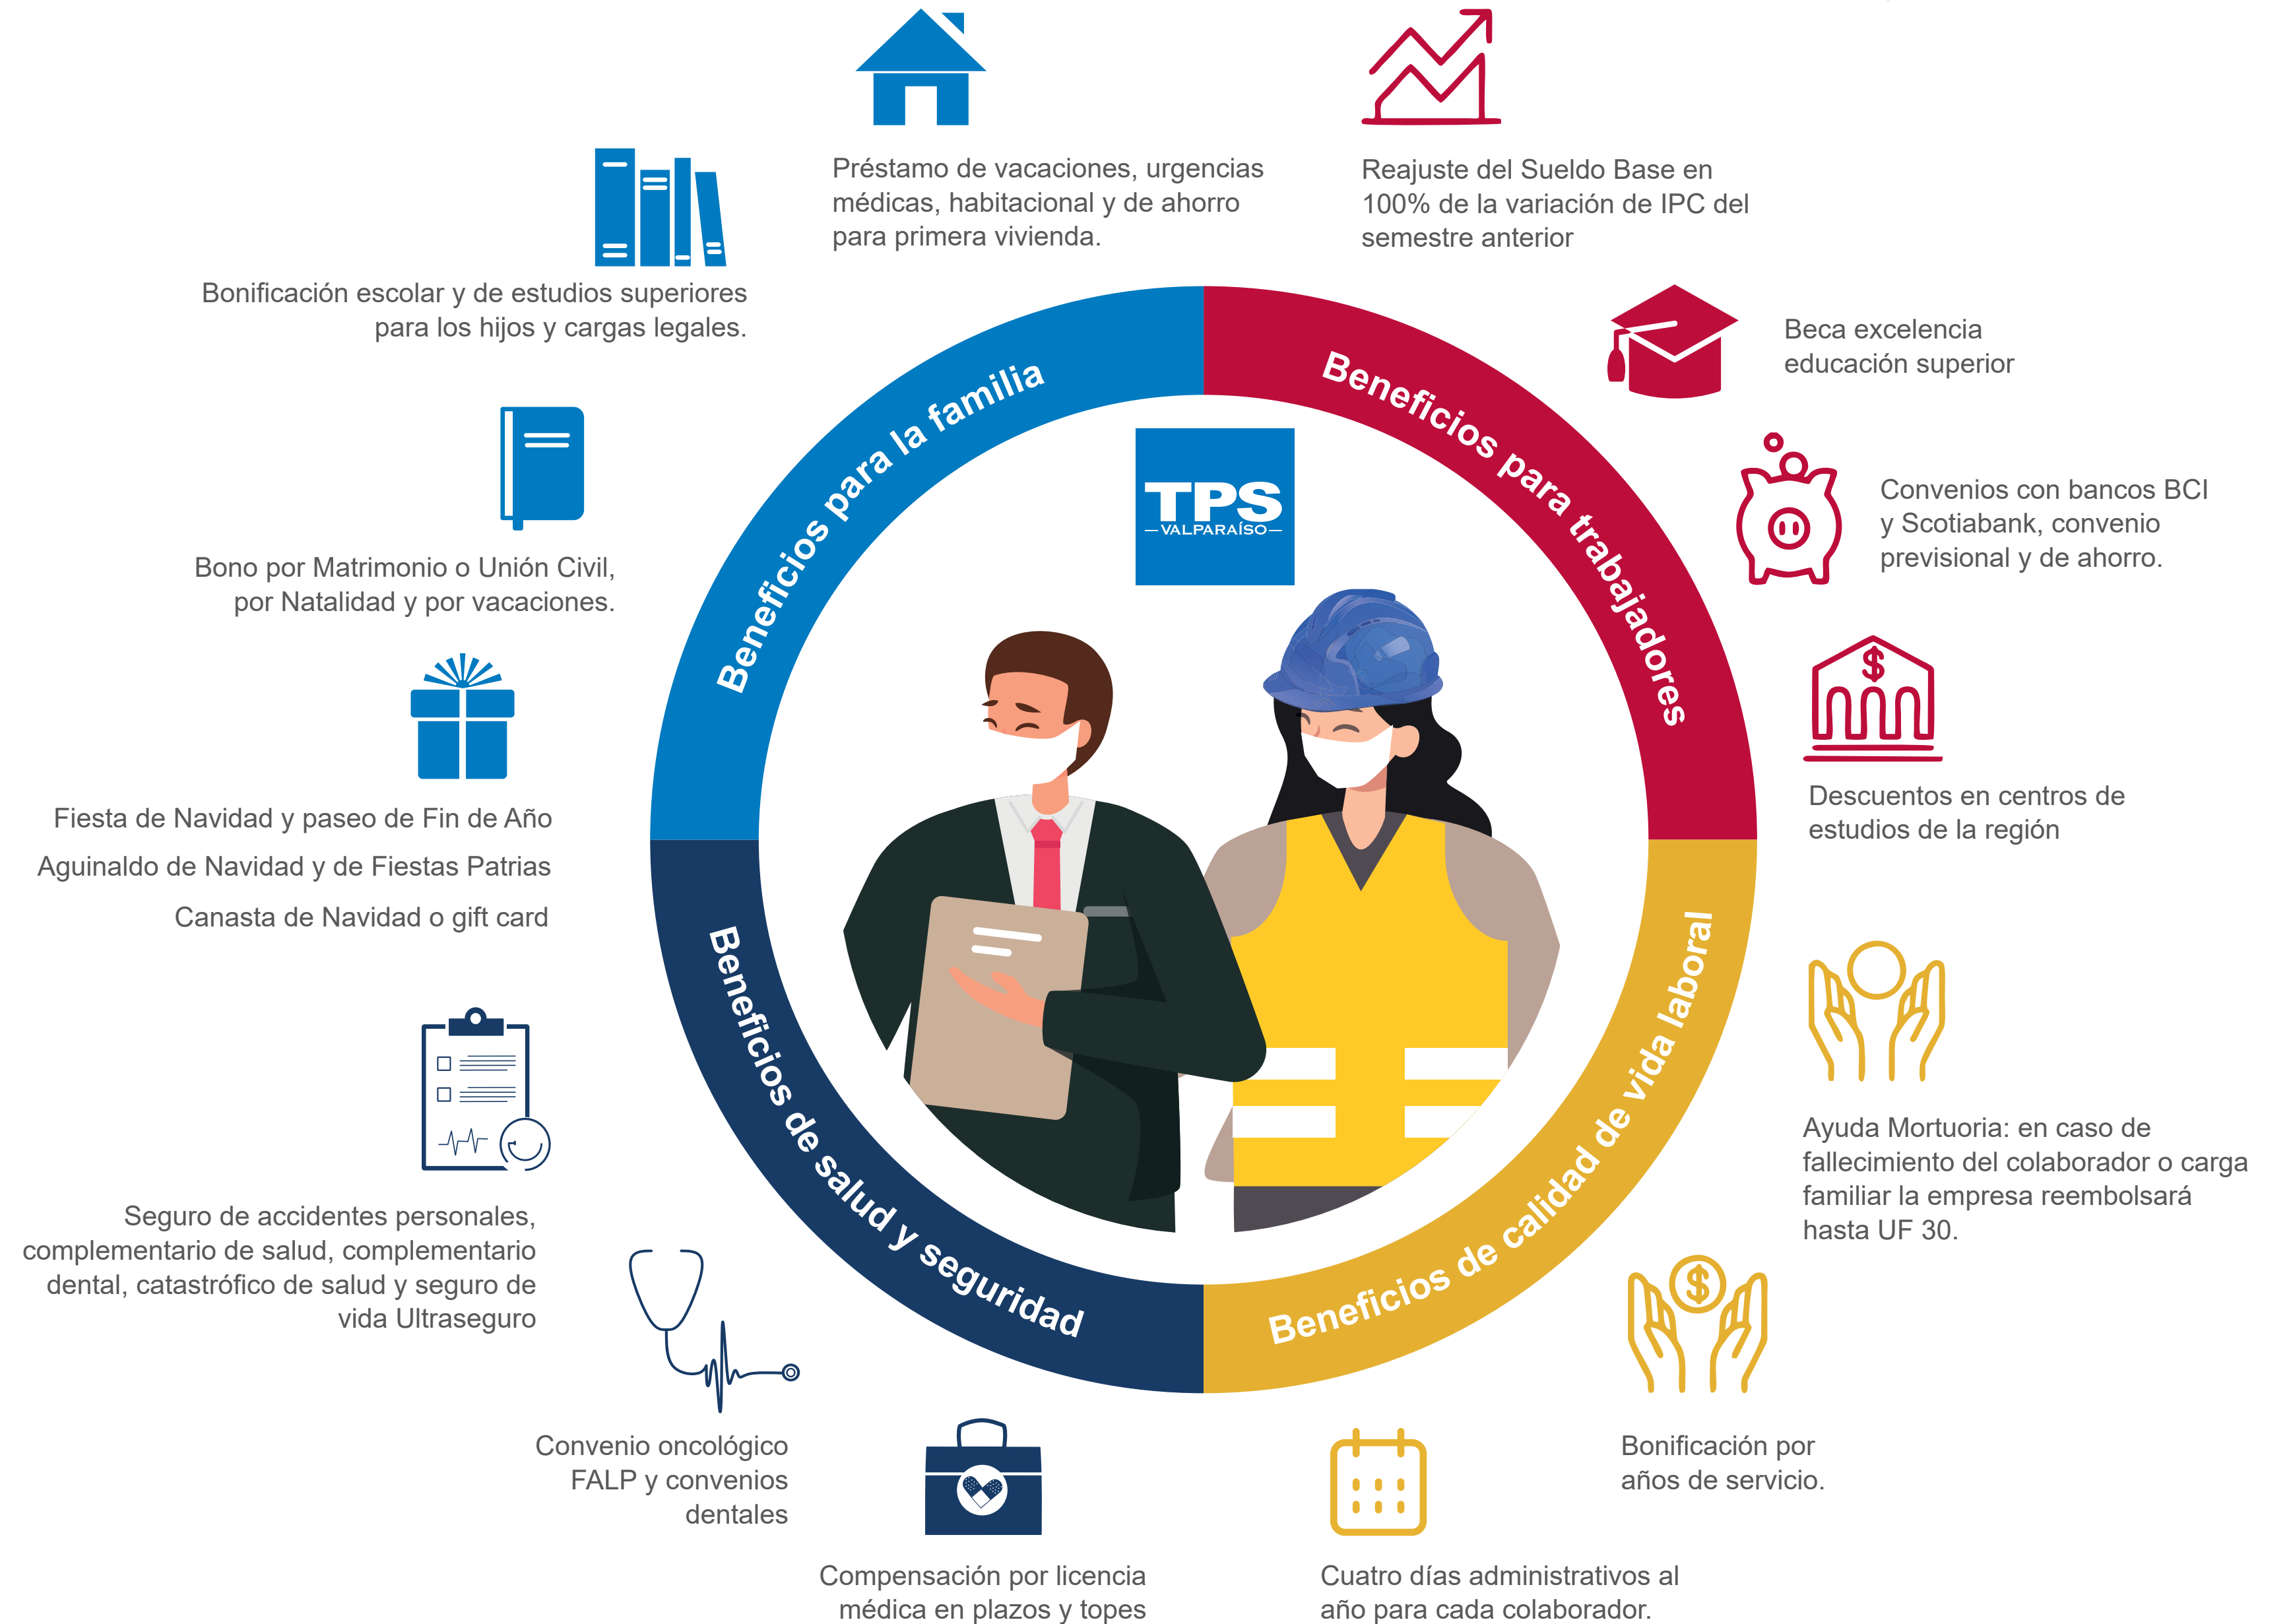 Préstamo de vacaciones, urgencias
médicas, habitacional y de ahorro
para primera vivienda.
Reajuste del Sueldo Base en
100% de la variación de IPC del
semestre anterior
Bonificación escolar y de estudios superiores
para los hijos y cargas legales.
Beca excelencia
educación superior
Beneficios para la familia
Beneficios para trabajadores
TPS
VALPARAÍSO
Convenios con bancos BCI
y Scotiabank, convenio
previsional y de ahorro.
Bono por Matrimonio o Unión Civil,
por Natalidad y por vacaciones.
$
Descuentos en centros de
estudios de la región
Fiesta de Navidad y paseo de Fin de Año
Aguinaldo de Navidad y de Fiestas Patrias
Canasta de Navidad o gift card
Beneficios de salud y seguridad
Beneficios de calidad de vida laboral
Ayuda Mortuoria: en caso de
fallecimiento del colaborador o carga
familiar la empresa reembolsará
hasta UF 30.
Seguro de accidentes personales,
complementario de salud, complementario
dental, catastrófico de salud y seguro de
vida Ultraseguro
$
Convenio oncológico
FALP y convenios
dentales
Bonificación por
años de servicio.
Compensación por licencia
médica en plazos y topes
Cuatro días administrativos al
año para cada colaborador.